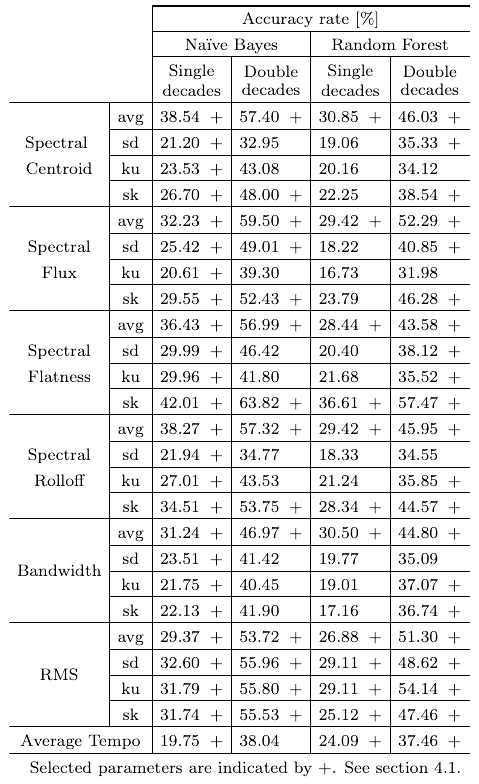 Accuracy rate [%]
Naïve Bayes Random Forest
Single Double Single Double
decades decades decades decades
avg 38.54 + 57.40 + 30.85 + 46.03 +
Spectral sd 21.20 + 32.95 19.06 35.33 +
Centroid ku 23.53 + 43.08 20.16 34.12
sk 26.70 + 48.00 + 22.25 38.54 +
avg 32.23 + 59.50 + 29.42 + 52.29 +
Spectral sd 25.42 + 49.01 + 18.22 40.85 +
Flux ku 20.61 + 39.30 16.73 31.98
sk 29.55 + 52.43 + 23.79 46.28 +
avg 36.43 + 56.99 + 28.44 + 43.58 +
Spectral sd 29.99 + 46.42 20.40 38.12 +
Flatness ku 29.96 + 41.80 21.68 35.52 +
sk 42.01 + 63.82 + 36.61 + 57.47 +
avg 38.27 + 57.32 + 29.42 + 45.95 +
Spectral sd 21.94 + 34.77 18.33 34.55
Rolloff ku 27.01 + 43.53 21.24 35.85 +
sk 34.51 + 53.75 + 28.34 + 44.57 +
avg 31.24 + 46.97 + 30.50 + 44.80 +
Bandwidth sd 23.51 + 41.42 19.77 35.09
ku 21.75 + 40.45 19.01 37.07 +
sk 22.13 + 41.90 17.16 36.74 +
avg 29.37 + 53.72 + 26.88 + 51.30 +
RMS sd 32.60 + 55.96 + 29.11 + 48.62 +
ku 31.79 + 55.80 + 29.11 + 54.14 +
sk 31.74 + 55.53 + 25.12 + 47.46 +
Average Tempo 19.75 + 38.04 24.09 + 37.46 +
Selected parameters are indicated by +. See section 4.1.